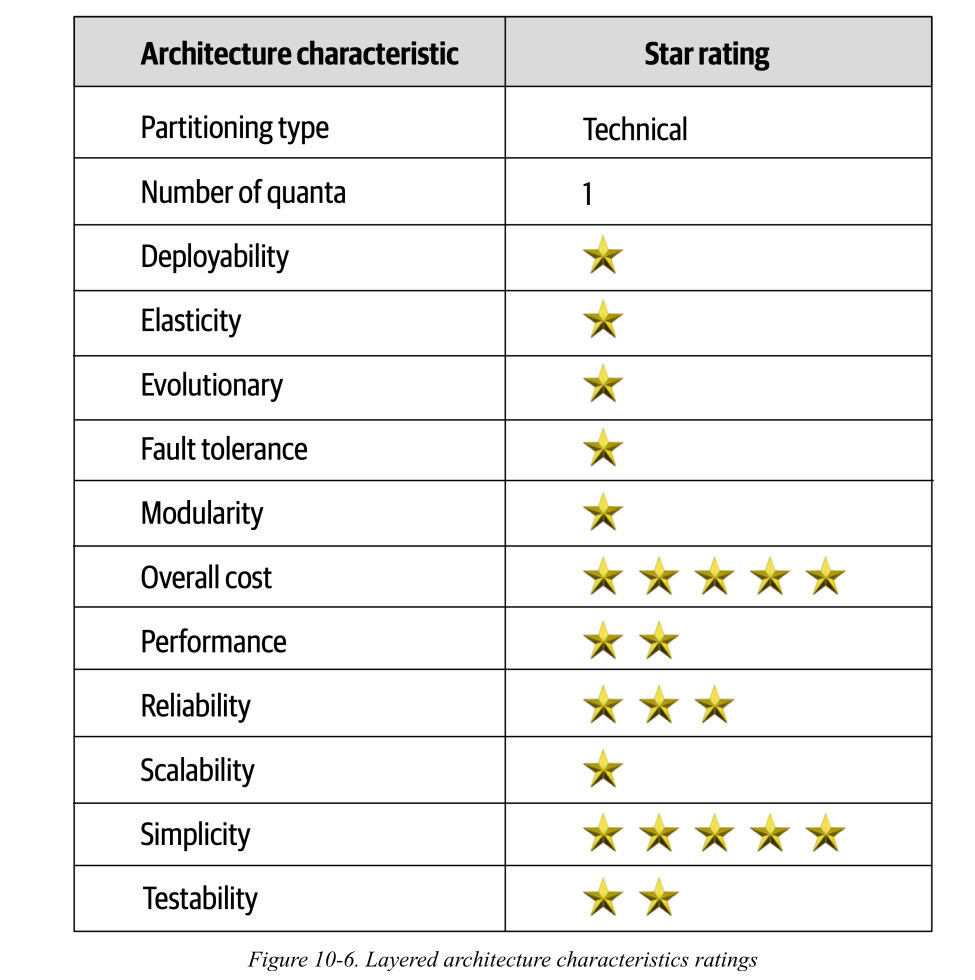 Architecture characteristic Star rating
Partitioning type Technical
Number of quanta 1
Deployability
Elasticity
Evolutionary
Fault tolerance
Modularity
Overall cost
Performance
Reliability
Scalability
Simplicity
Testability
Figure 10-6. Layered architecture characteristics ratings